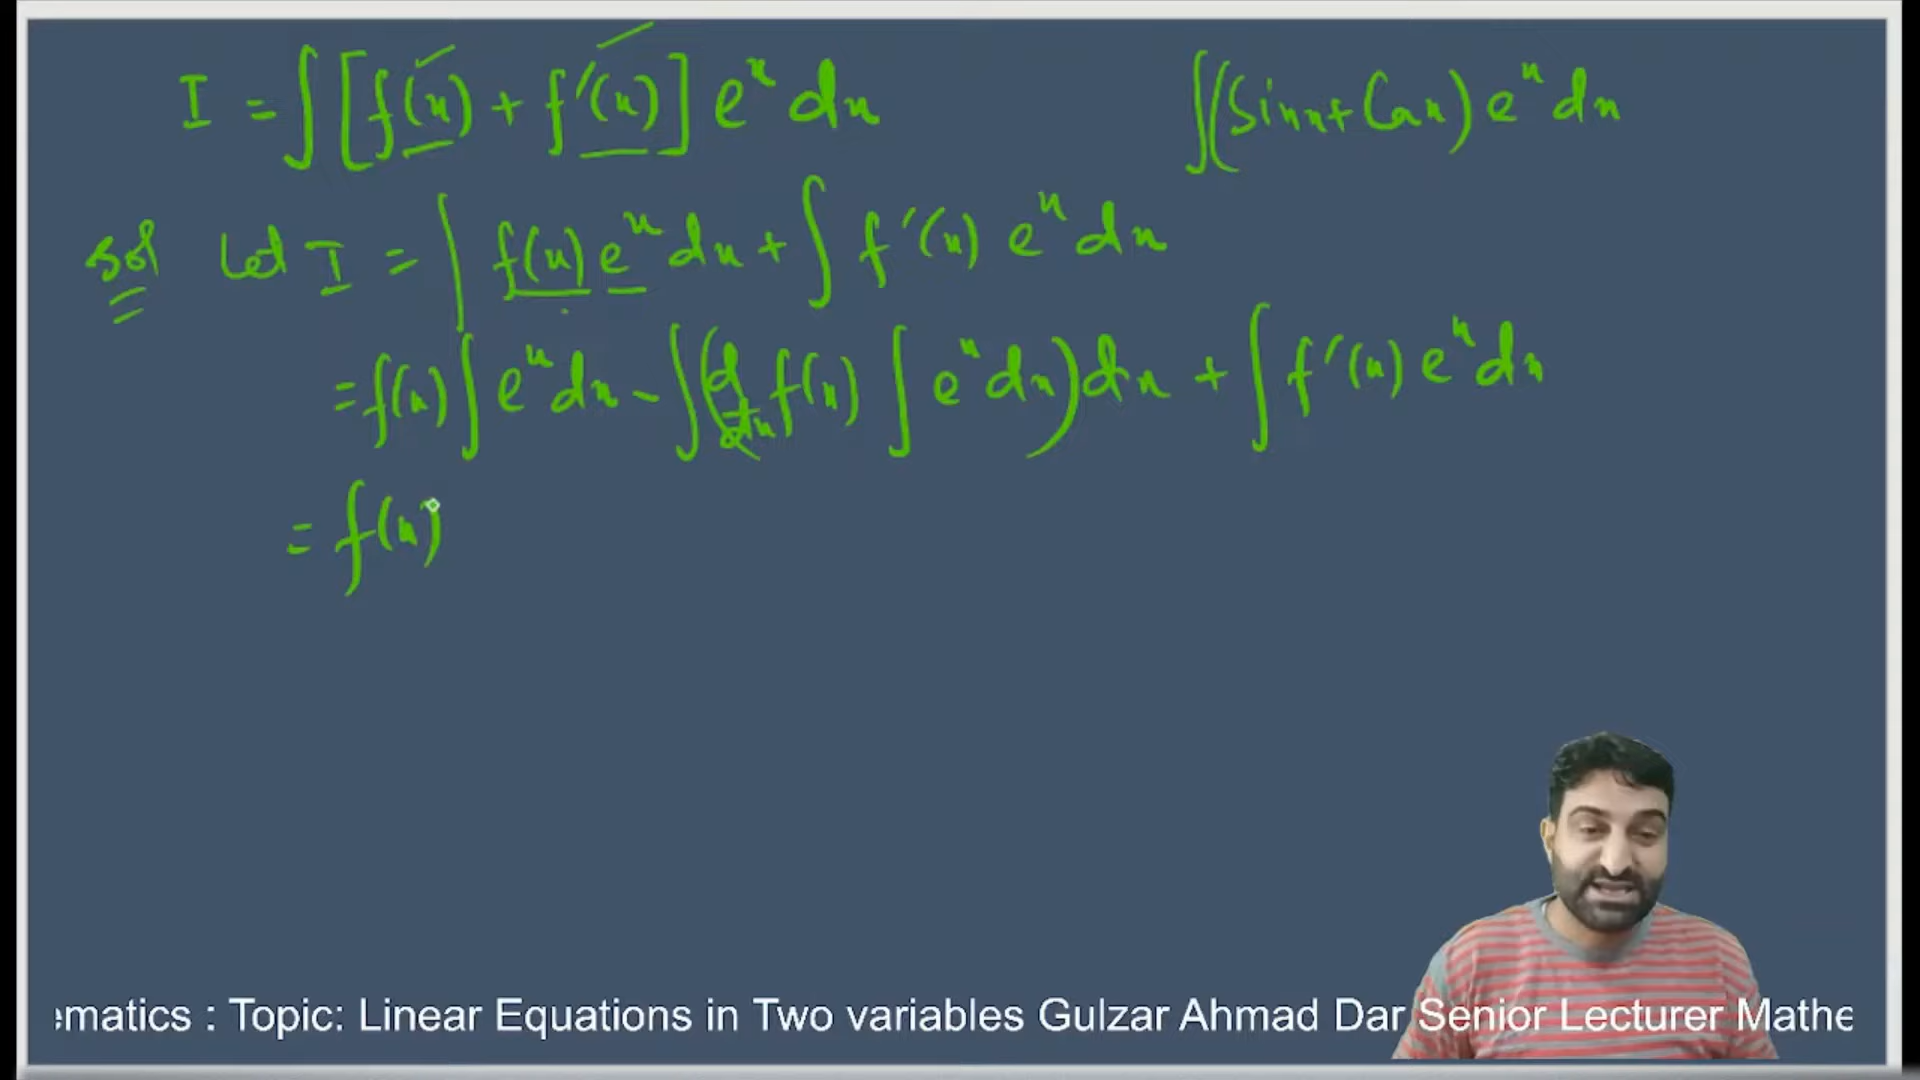 I = ∫[f(x) + f'(x)] eˣ dx ∫(Sinx + Cosx) eˣ dx
Sol Let I = ∫ f(x) eˣ dx + ∫ f'(x) eˣ dx
= f(x) ∫ eˣ dx - ∫(d/dx f(x) ∫ eˣ dx) dx + ∫ f'(x) eˣ dx
= f(x)
ematics : Topic: Linear Equations in Two variables Gulzar Ahmad Dar Senior Lecturer Mathe